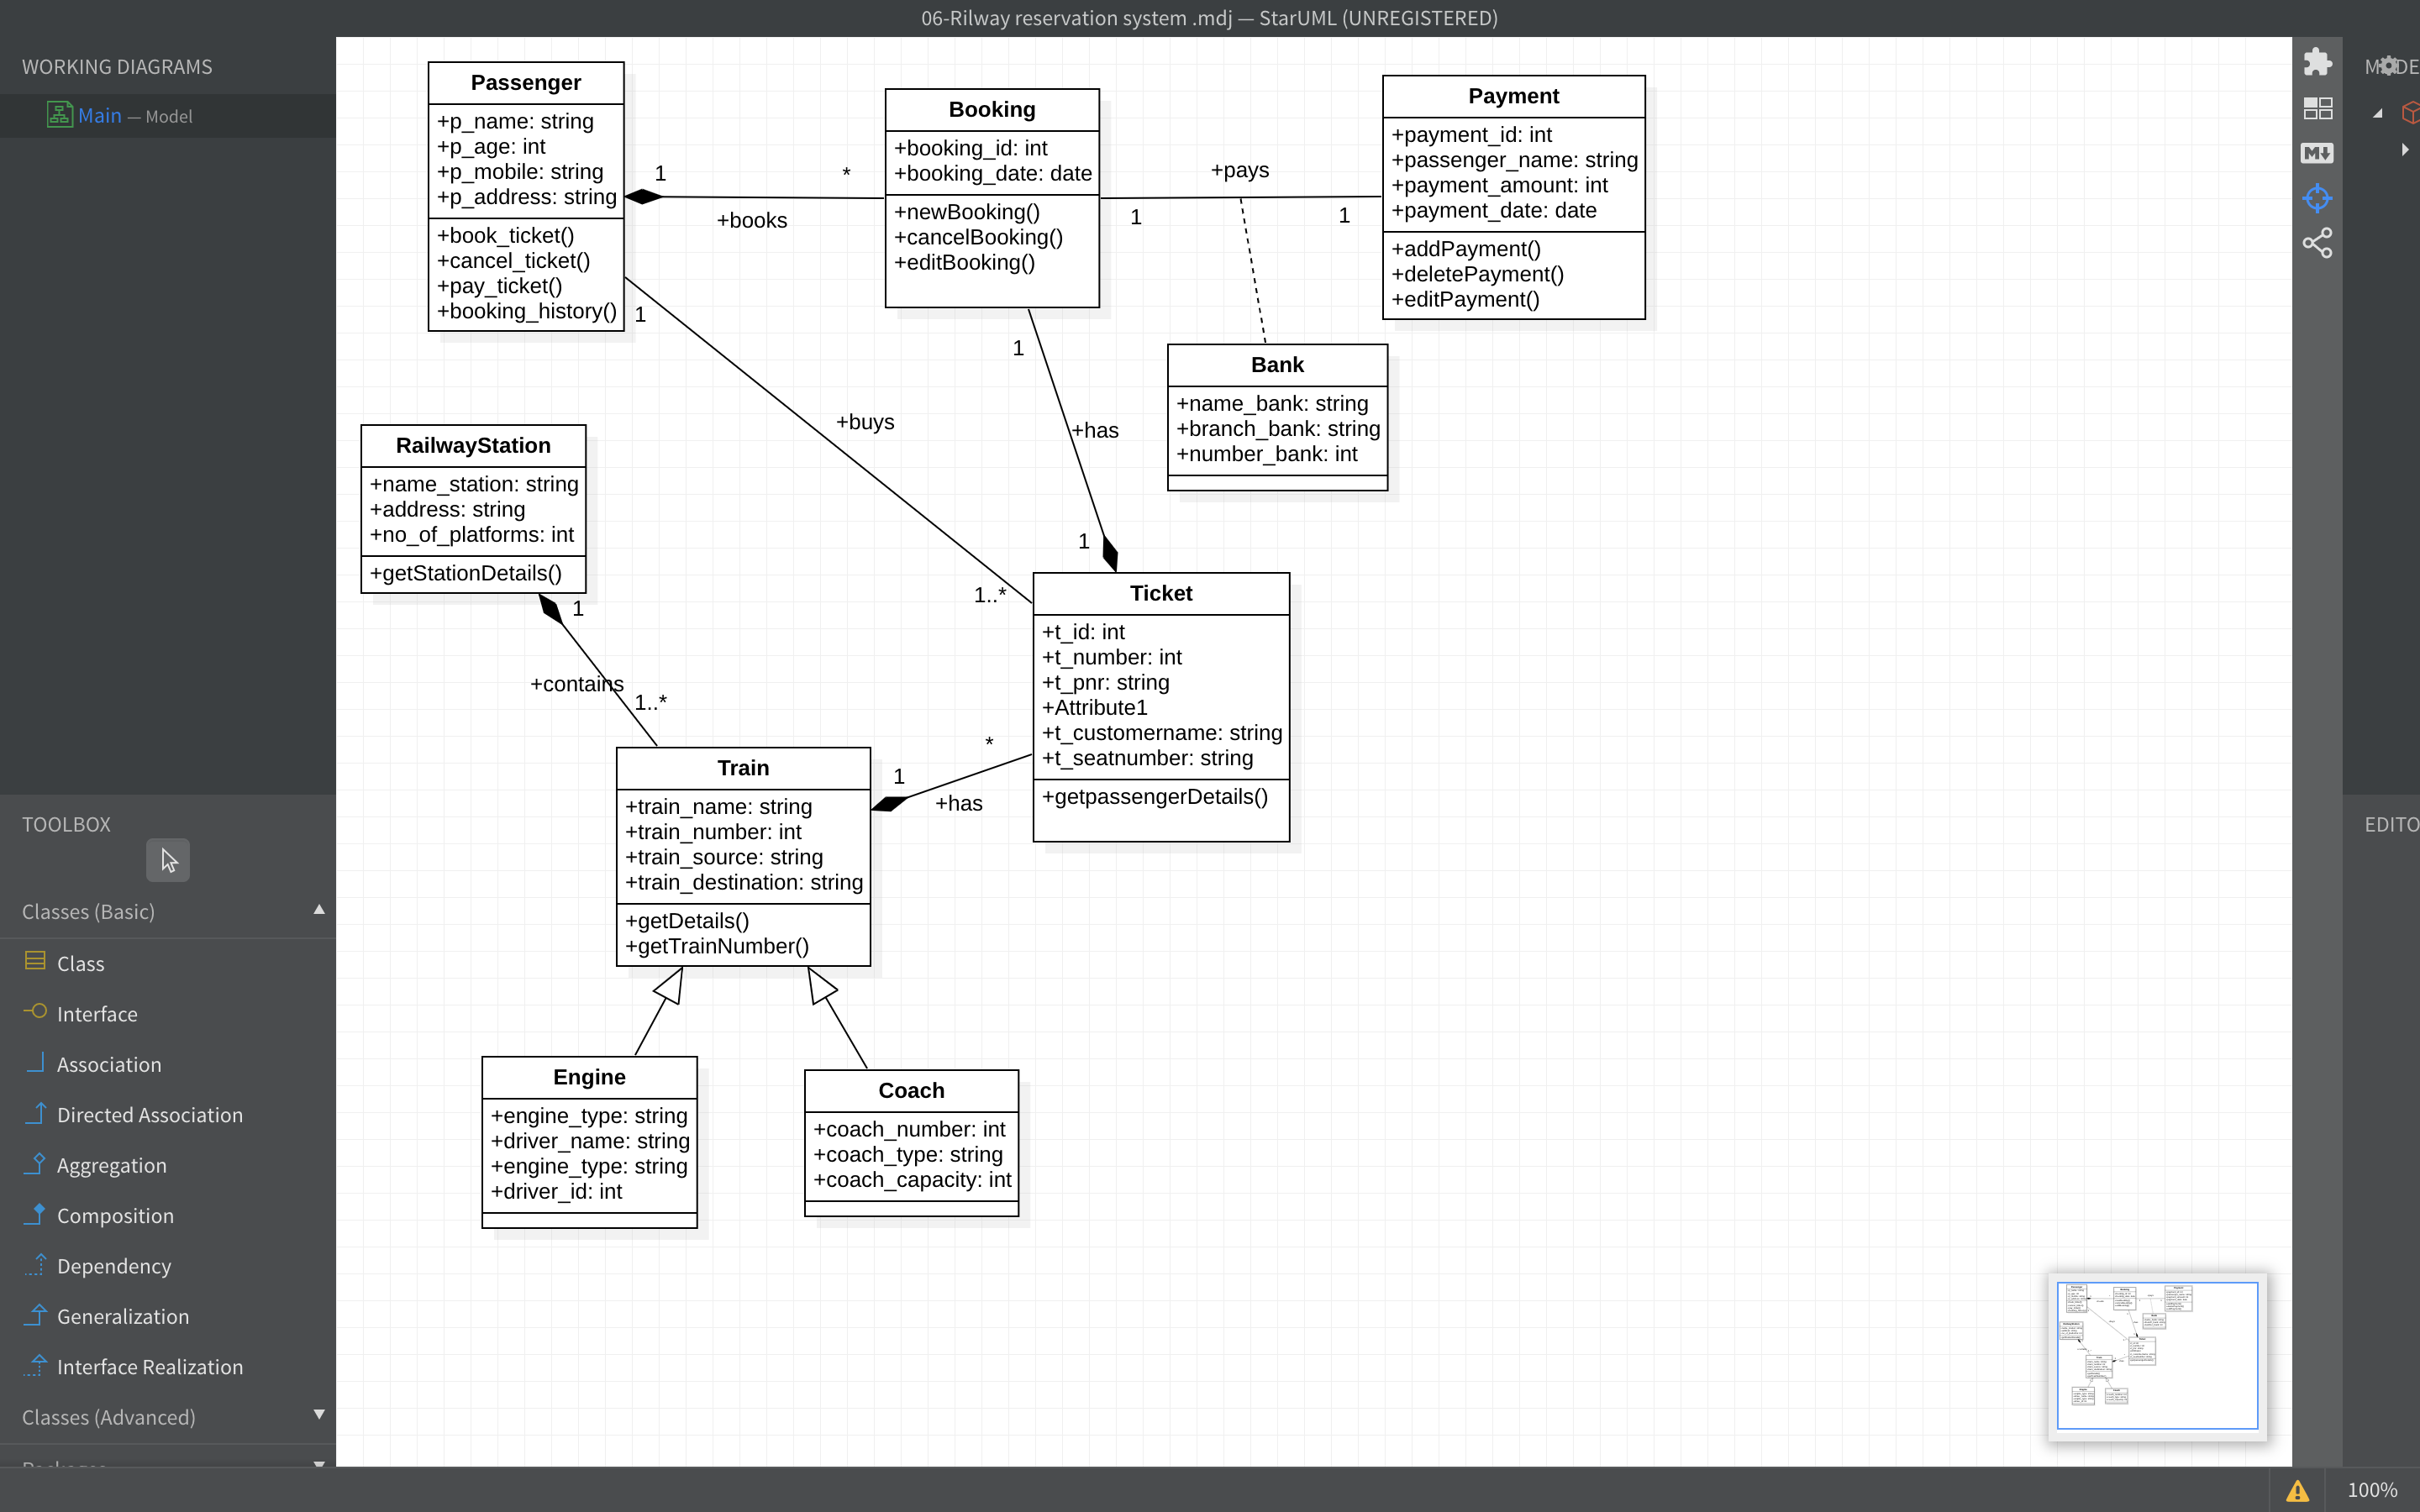 06-Rilway reservation system .mdj — StarUML (UNREGISTERED)
WORKING DIAGRAMS
Main — Model
TOOLBOX
Classes (Basic)
Class
Interface
Association
Directed Association
Aggregation
Composition
Dependency
Generalization
Interface Realization
Classes (Advanced)
Passenger
+p_name: string
+p_age: int
+p_mobile: string
+p_address: string
+book_ticket()
+cancel_ticket()
+pay_ticket()
+booking_history()
1
*
+books
Booking
+booking_id: int
+booking_date: date
+newBooking()
+cancelBooking()
+editBooking()
+pays
1
1
Payment
+payment_id: int
+passenger_name: string
+payment_amount: int
+payment_date: date
+addPayment()
+deletePayment()
+editPayment()
Bank
+name_bank: string
+branch_bank: string
+number_bank: int
1
+buys
1..*
1
+has
1
RailwayStation
+name_station: string
+address: string
+no_of_platforms: int
+getStationDetails()
1
+contains
1..*
Ticket
+t_id: int
+t_number: int
+t_pnr: string
+Attribute1
+t_customername: string
+t_seatnumber: string
+getpassengerDetails()
*
1
+has
Train
+train_name: string
+train_number: int
+train_source: string
+train_destination: string
+getDetails()
+getTrainNumber()
Engine
+engine_type: string
+driver_name: string
+engine_type: string
+driver_id: int
Coach
+coach_number: int
+coach_type: string
+coach_capacity: int
EDITO
100%